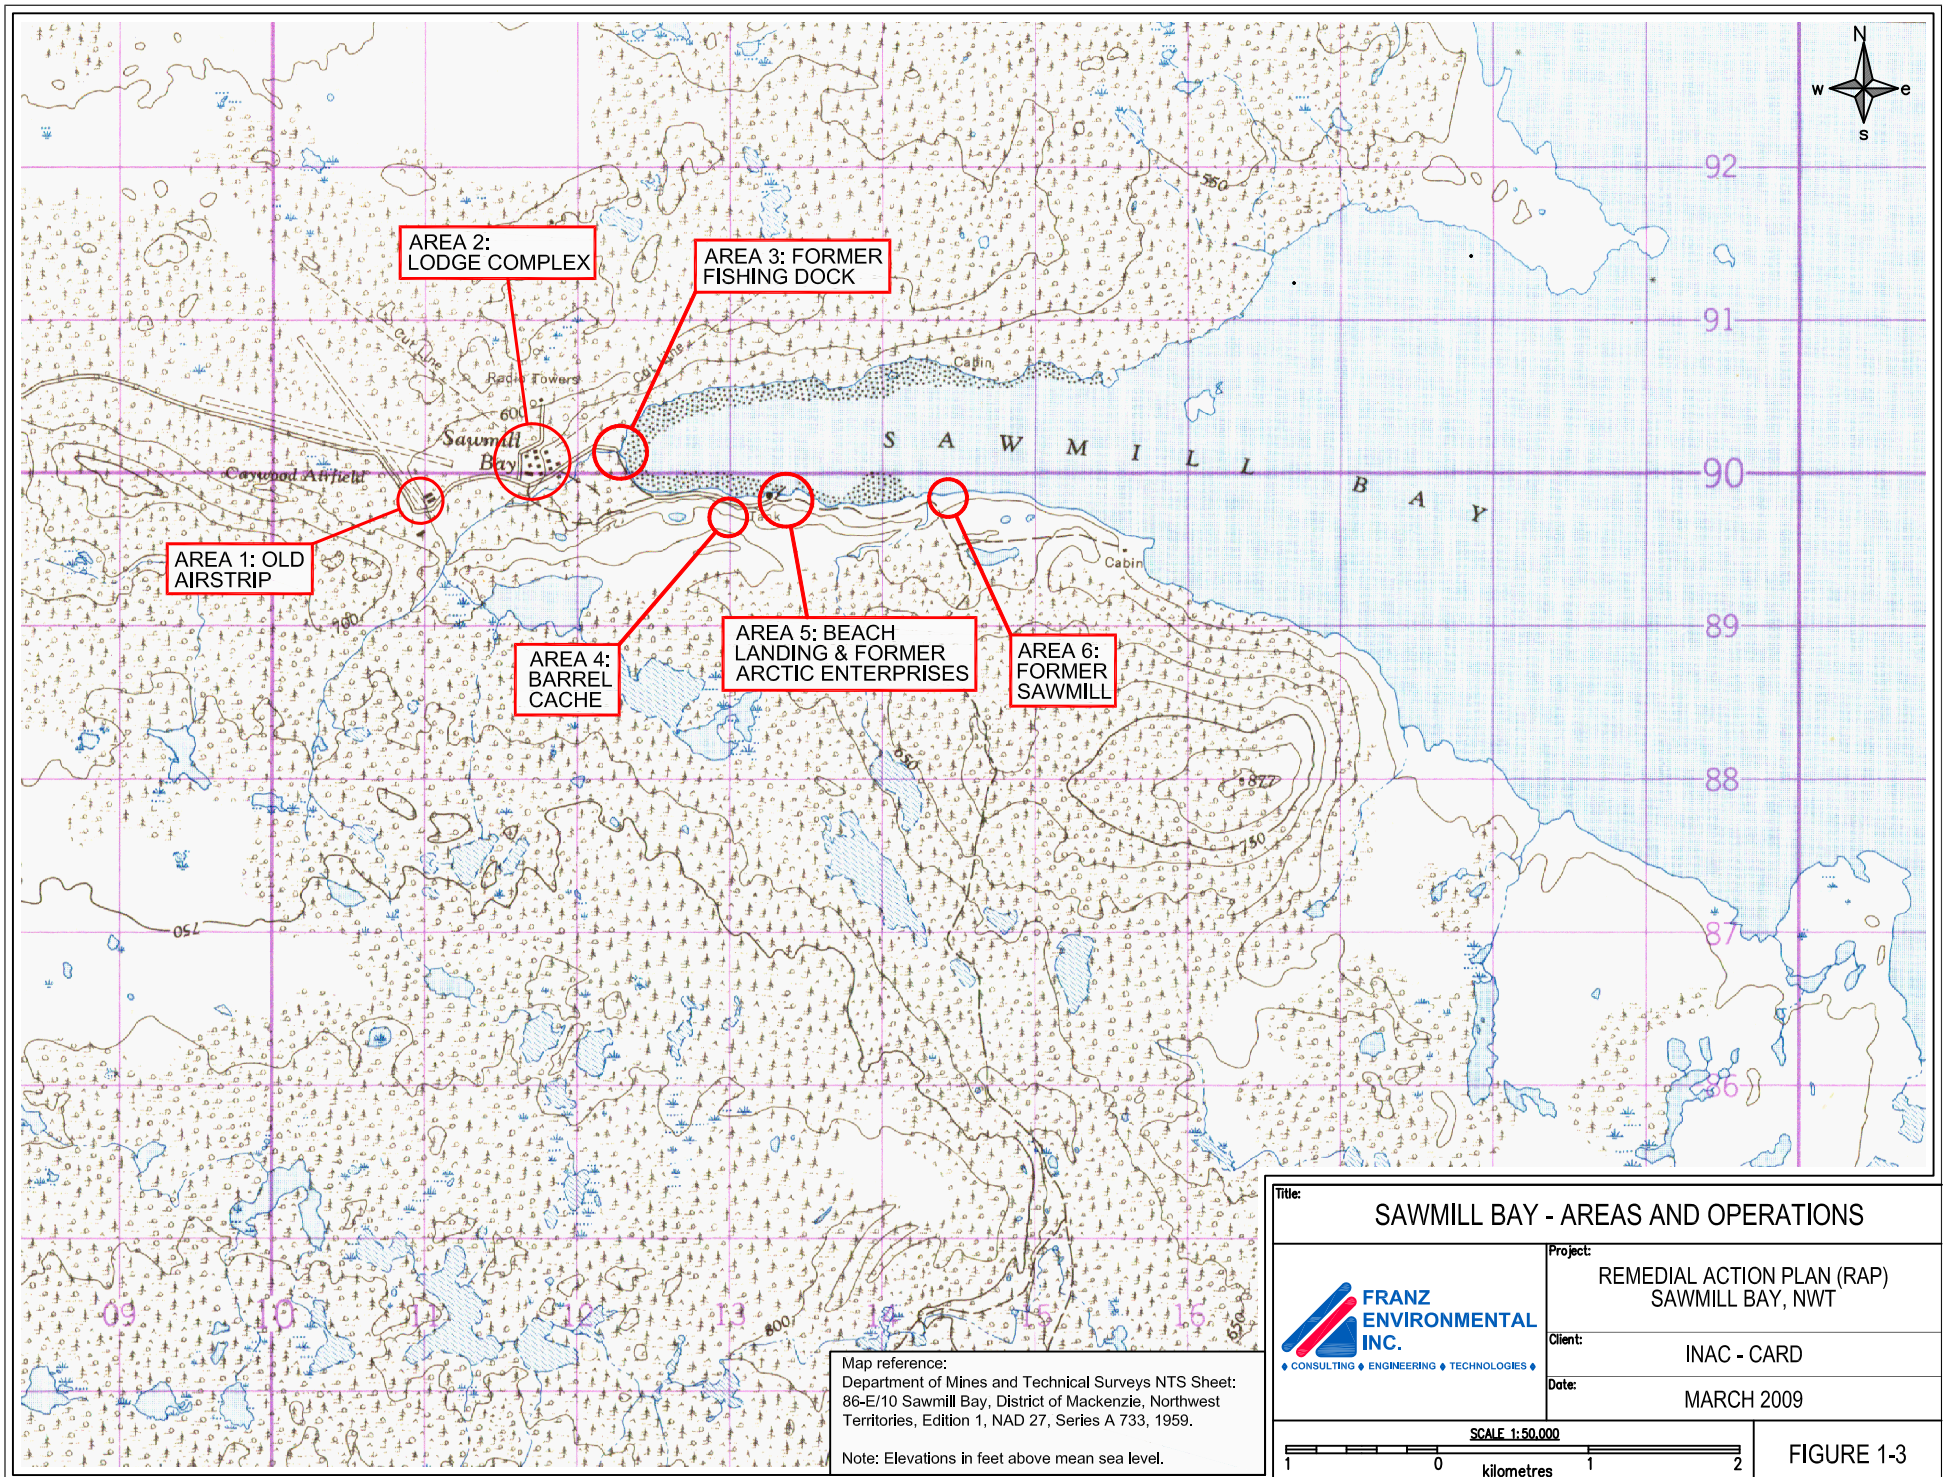 N
w
e
s
92
550
AREA 2:
LODGE COMPLEX
AREA 3: FORMER
FISHING DOCK
91
Cut Line
Cut Line
Cabin
Radio Towers
600
Sawmill
Bay
SAWMILL BAY
90
Caywood Airfield
AREA 1: OLD
AIRSTRIP
Cabin
700
89
AREA 4:
BARREL
CACHE
AREA 5: BEACH
LANDING & FORMER
ARCTIC ENTERPRISES
AREA 6:
FORMER
SAWMILL
650
877
88
750
750
87
86
09
10
11
12
13
14
15
16
800
650
Map reference:
Department of Mines and Technical Surveys NTS Sheet:
86-E/10 Sawmill Bay, District of Mackenzie, Northwest
Territories, Edition 1, NAD 27, Series A 733, 1959.
Note: Elevations in feet above mean sea level.
Title:
SAWMILL BAY - AREAS AND OPERATIONS
FRANZ
ENVIRONMENTAL
INC.
♦ CONSULTING ♦ ENGINEERING ♦ TECHNOLOGIES ♦
Project:
REMEDIAL ACTION PLAN (RAP)
SAWMILL BAY, NWT
Client:
INAC - CARD
Date:
MARCH 2009
SCALE 1:50,000
1 0 1 2
kilometres
FIGURE 1-3